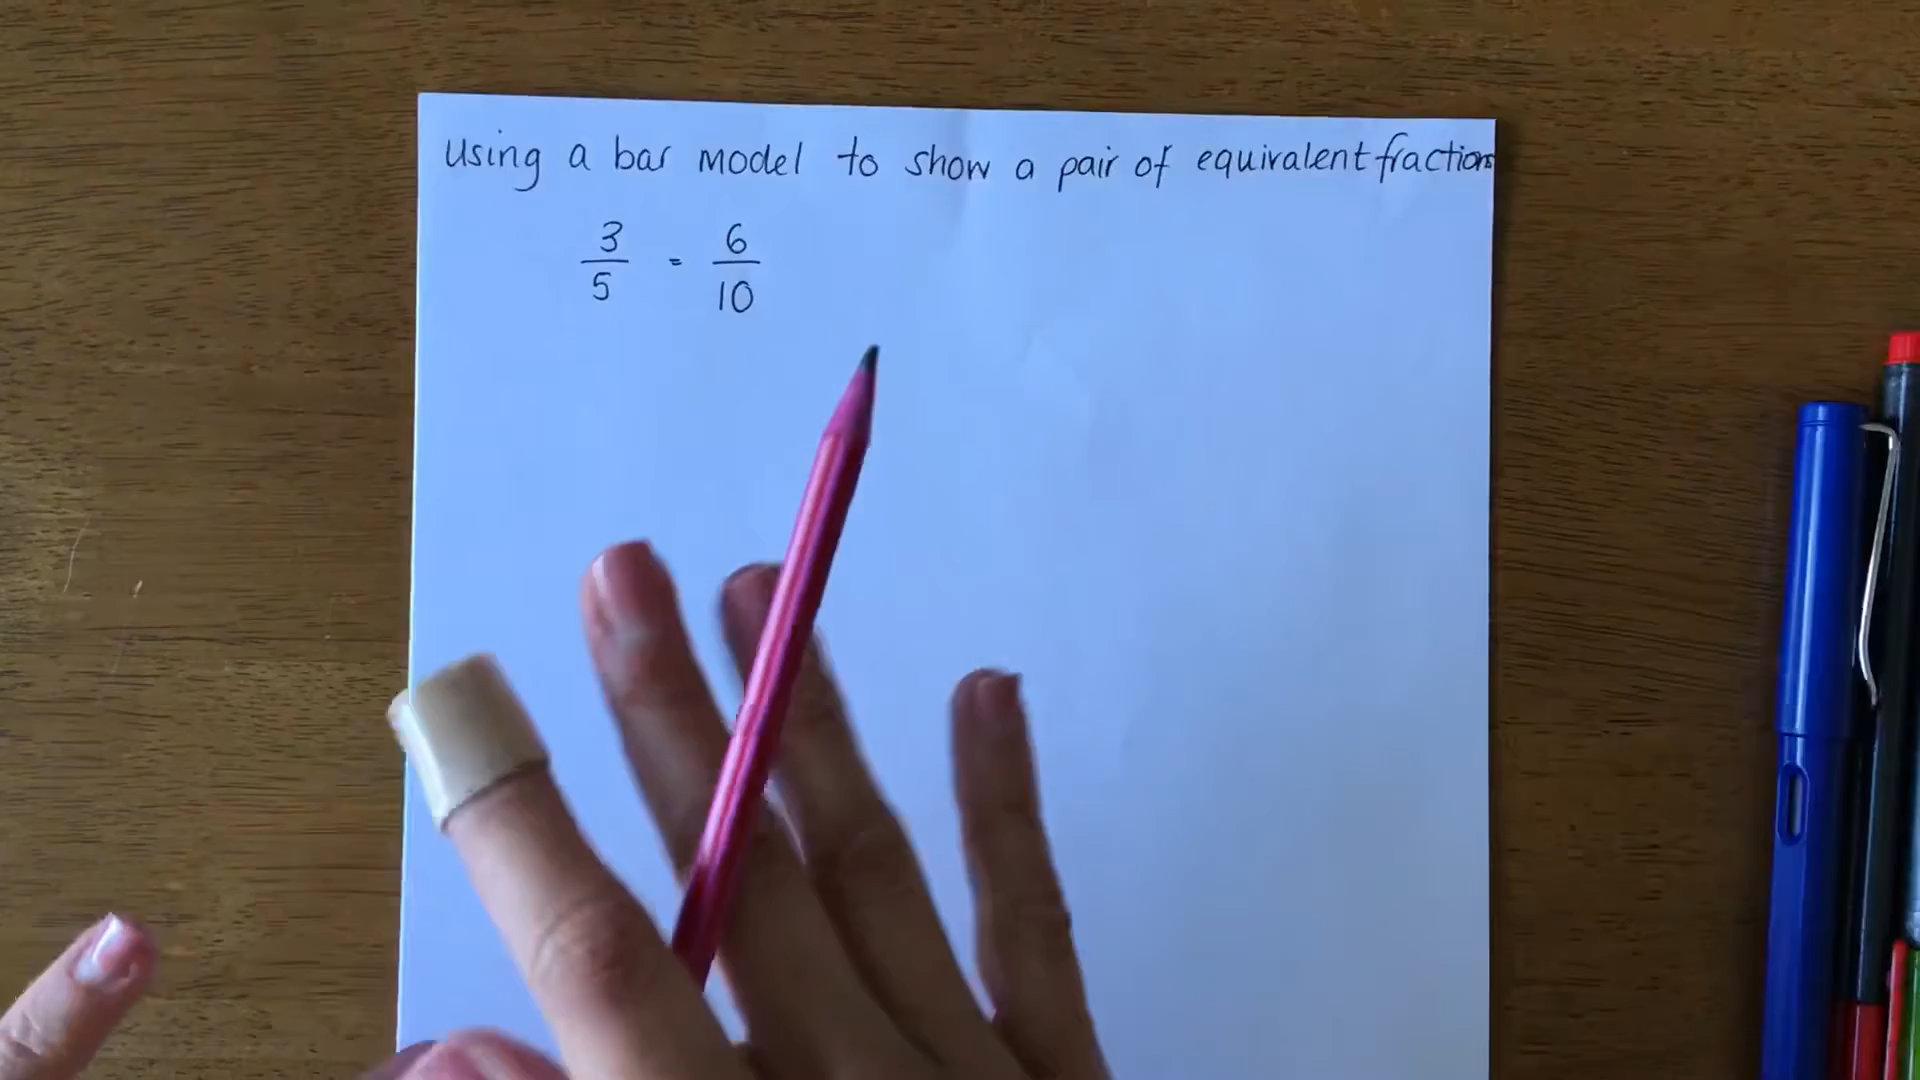 using a bar model to show a pair of equivalent fractions
3/5 = 6/10